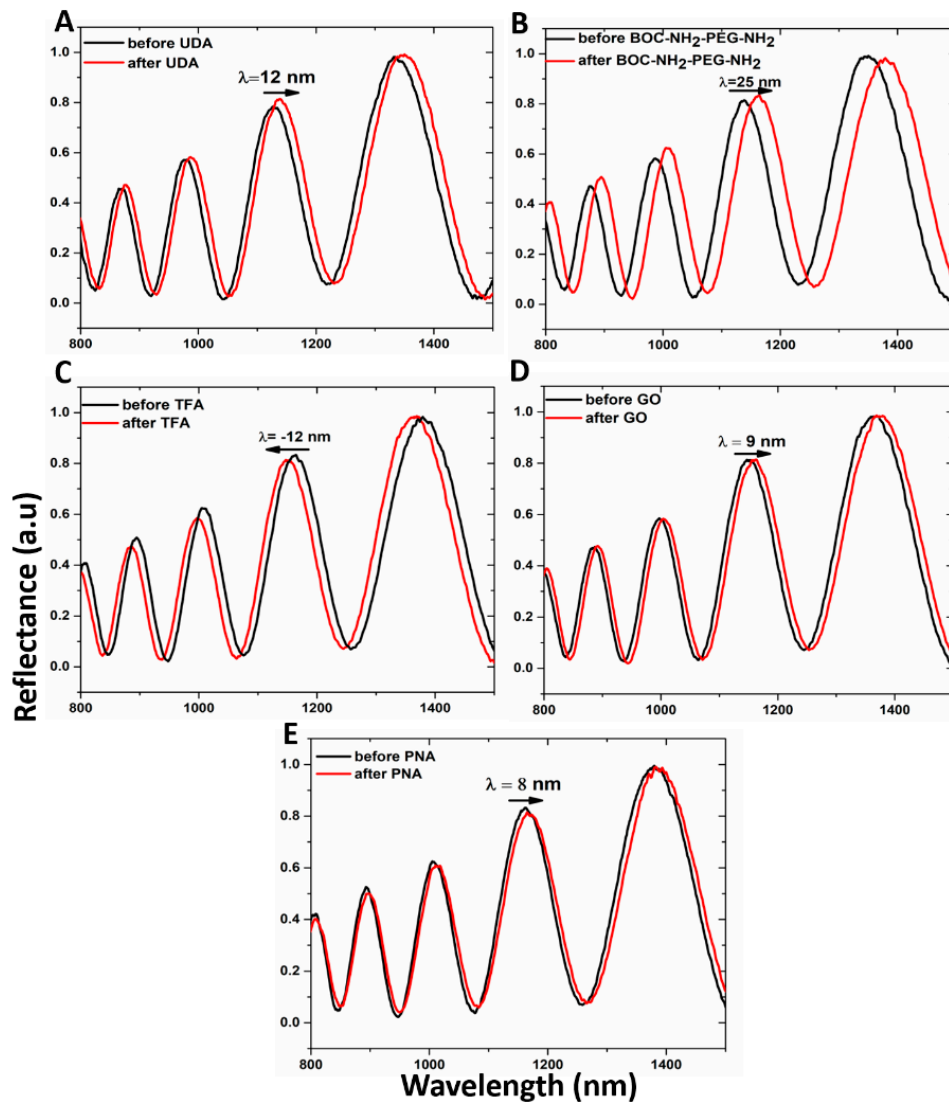 A
before UDA
after UDA
λ=12 nm
1.0
0.8
0.6
0.4
0.2
0.0
800
1000
1200
1400
B
before BOC-NH₂-PEG-NH₂
after BOC-NH₂-PEG-NH₂
λ=25 nm
1.0
0.8
0.6
0.4
0.2
0.0
800
1000
1200
1400
C
before TFA
after TFA
λ= -12 nm
1.0
0.8
0.6
0.4
0.2
0.0
800
1000
1200
1400
D
before GO
after GO
λ = 9 nm
1.0
0.8
0.6
0.4
0.2
0.0
800
1000
1200
1400
E
before PNA
after PNA
λ = 8 nm
1.0
0.8
0.6
0.4
0.2
0.0
800
1000
1200
1400
Reflectance (a.u)
Wavelength (nm)